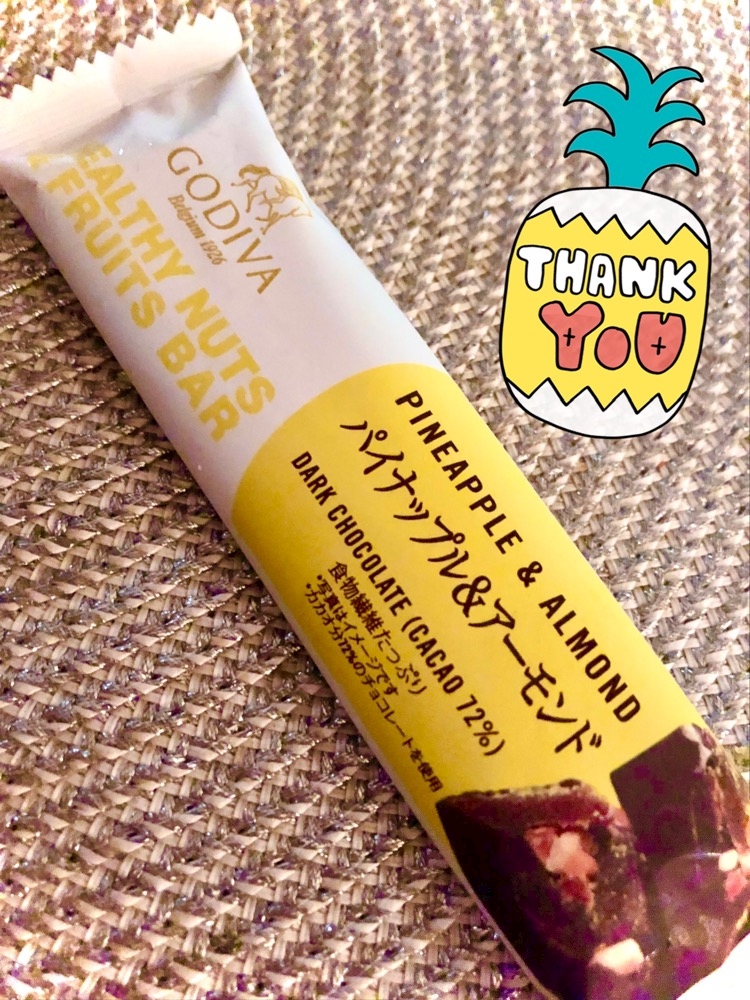 GODIVA
Belgium 1926
HEALTHY NUTS
& FRUITS BAR
PINEAPPLE & ALMOND
パイナップル&アーモンド
DARK CHOCOLATE (CACAO 72%)
食物繊維たっぷり
*写真はイメージです
*カカオ分72%のチョコレートを使用
THANK
YOU